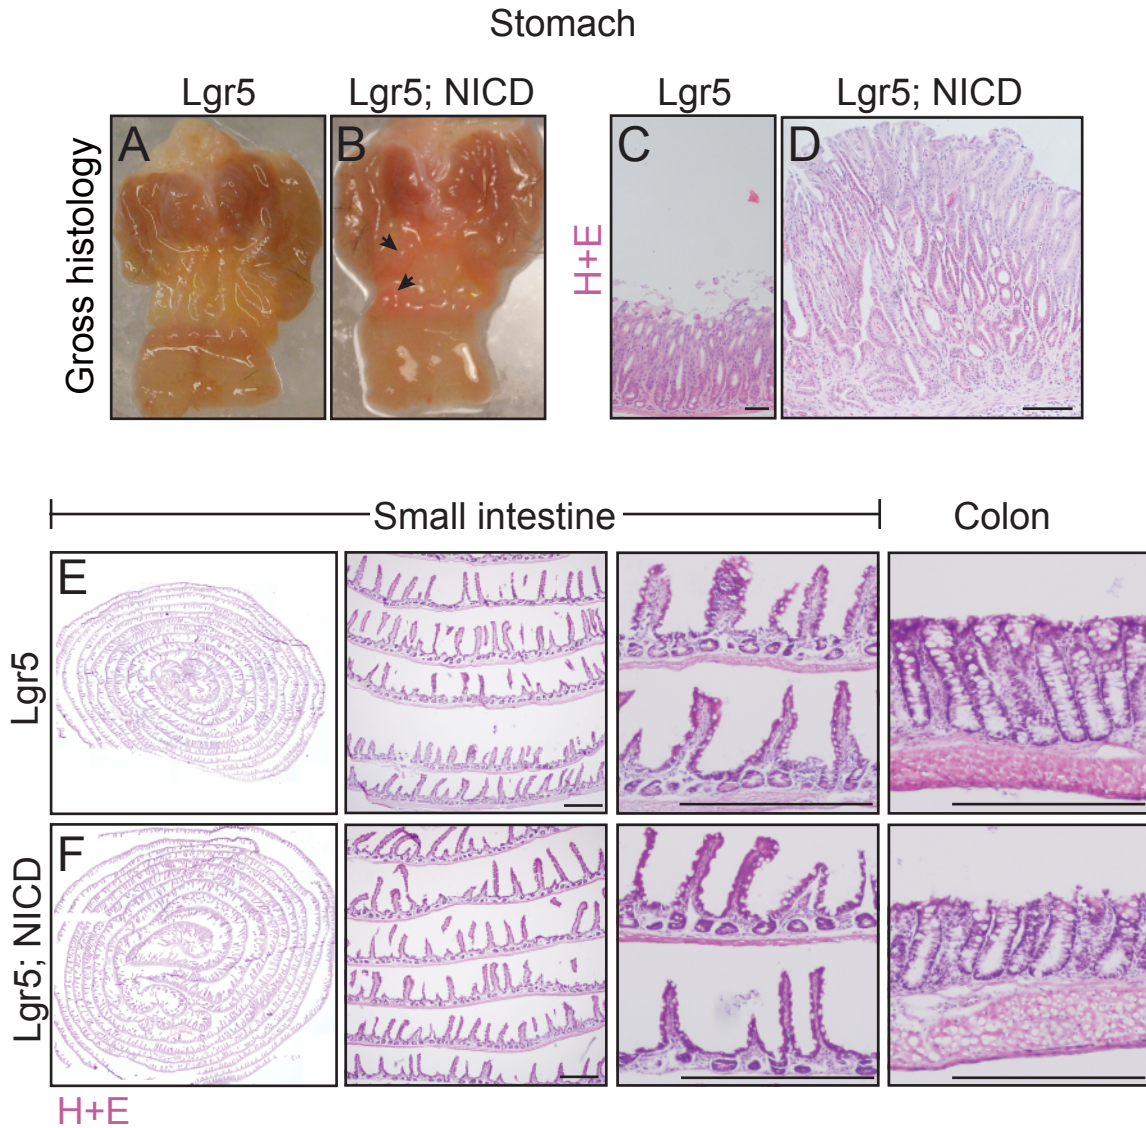 Stomach
Lgr5
Lgr5; NICD
Lgr5
Lgr5; NICD
Gross histology
A
B
H+E
C
D
Small intestine
Colon
Lgr5
E
Lgr5; NICD
F
H+E